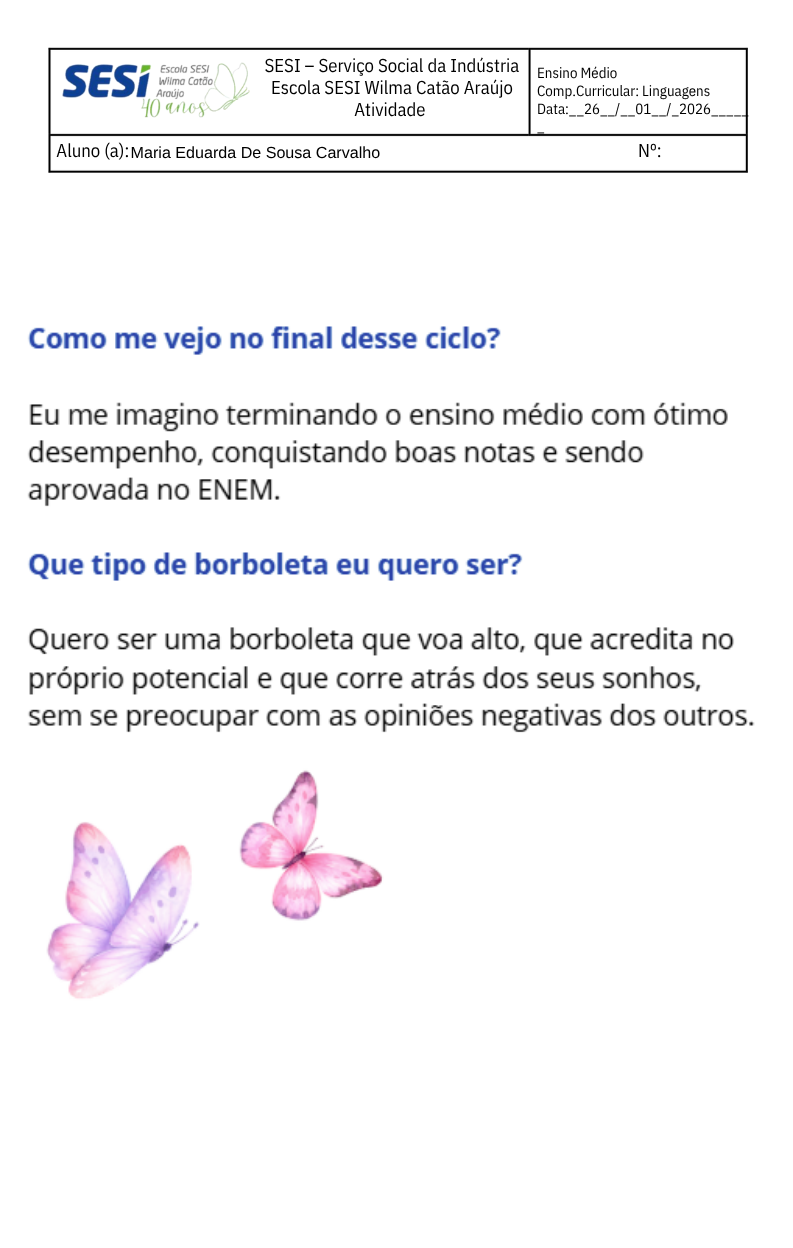 SESI
Escola SESI
Wilma Catão
Araújo
40 anos
SESI – Serviço Social da Indústria
Escola SESI Wilma Catão Araújo
Atividade
Ensino Médio
Comp.Curricular: Linguagens
Data:__26__/__01__/_2026_____
_
Aluno (a): Maria Eduarda De Sousa Carvalho Nº:
Como me vejo no final desse ciclo?
Eu me imagino terminando o ensino médio com ótimo
desempenho, conquistando boas notas e sendo
aprovada no ENEM.
Que tipo de borboleta eu quero ser?
Quero ser uma borboleta que voa alto, que acredita no
próprio potencial e que corre atrás dos seus sonhos,
sem se preocupar com as opiniões negativas dos outros.